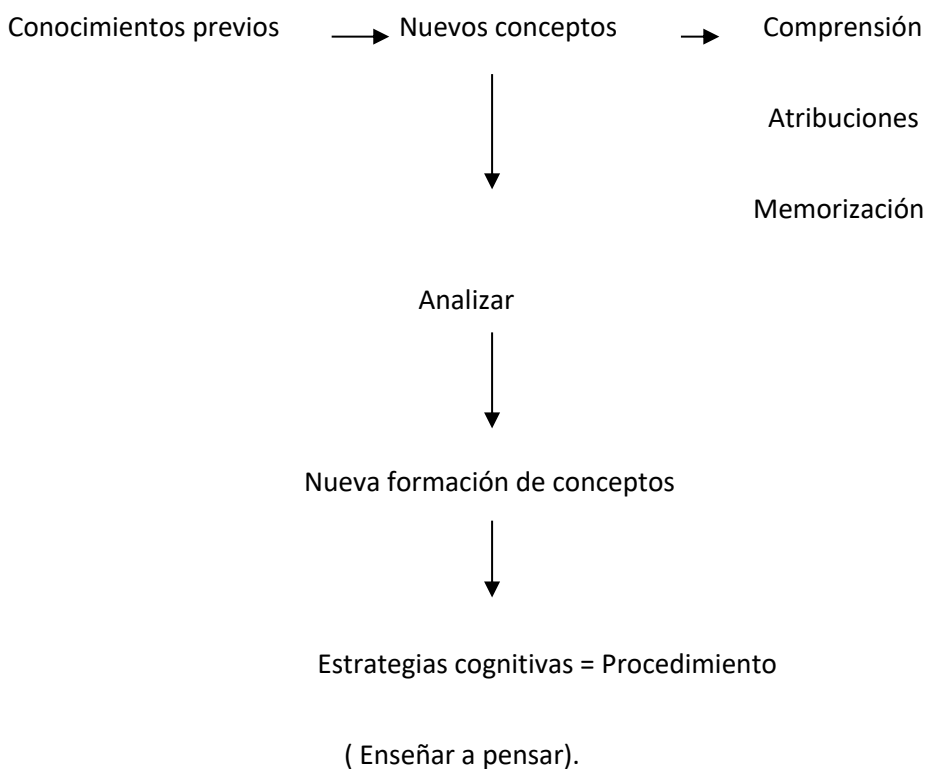 Conocimientos previos Nuevos conceptos Comprensión
Atribuciones
Memorización
Analizar
Nueva formación de conceptos
Estrategias cognitivas = Procedimiento
( Enseñar a pensar).